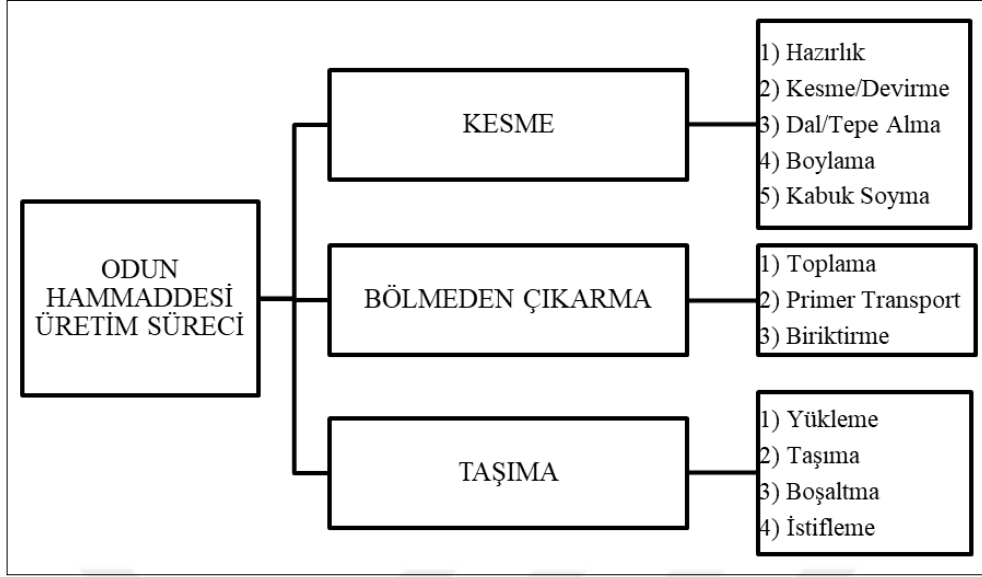 ODUN
HAMMADDESİ
ÜRETİM SÜRECİ
KESME
1) Hazırlık
2) Kesme/Devirme
3) Dal/Tepe Alma
4) Boylama
5) Kabuk Soyma
BÖLMEDEN ÇIKARMA
1) Toplama
2) Primer Transport
3) Biriktirme
TAŞIMA
1) Yükleme
2) Taşıma
3) Boşaltma
4) İstifleme